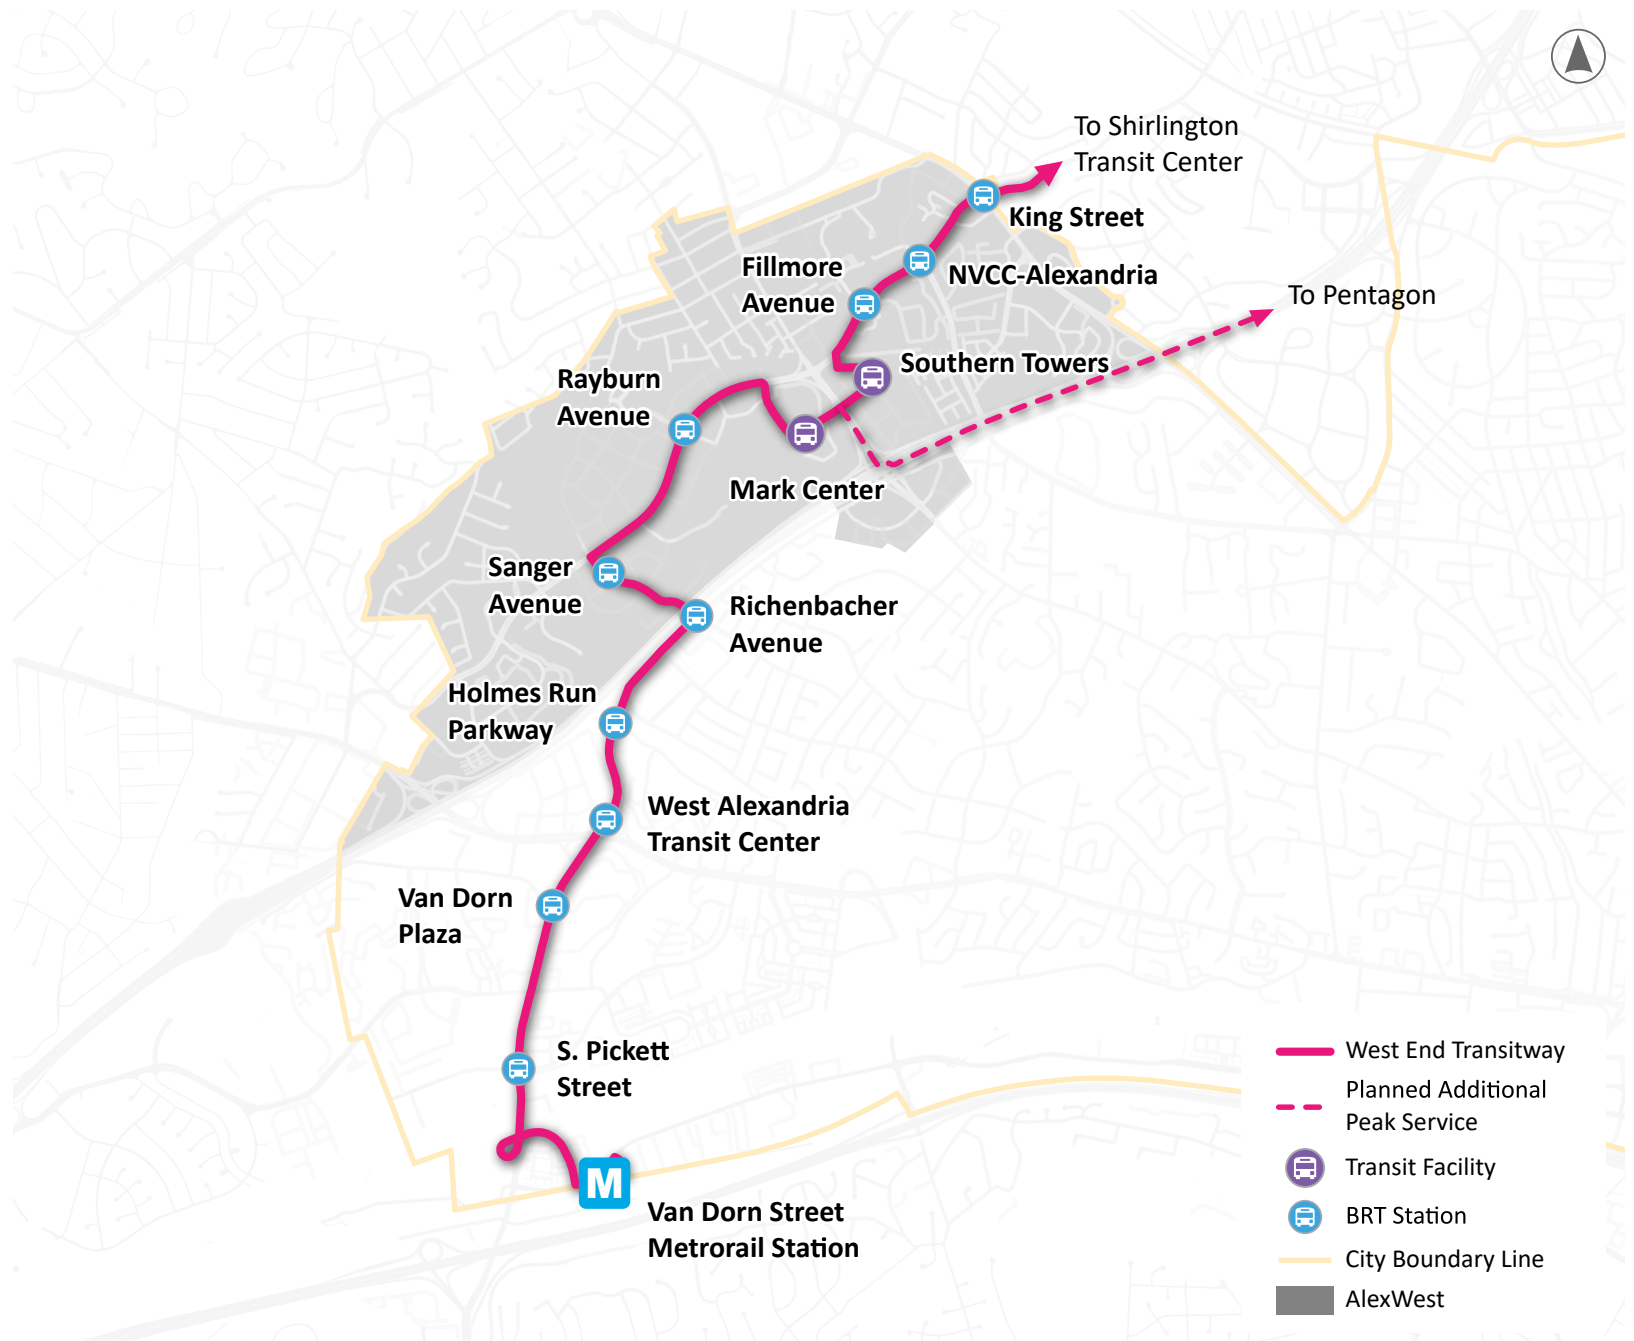 To Shirlington
Transit Center
King Street
NVCC-Alexandria
Fillmore
Avenue
To Pentagon
Southern Towers
Rayburn
Avenue
Mark Center
Sanger
Avenue
Richenbacher
Avenue
Holmes Run
Parkway
West Alexandria
Transit Center
Van Dorn
Plaza
S. Pickett
Street
M
Van Dorn Street
Metrorail Station
West End Transitway
Planned Additional
Peak Service
Transit Facility
BRT Station
City Boundary Line
AlexWest